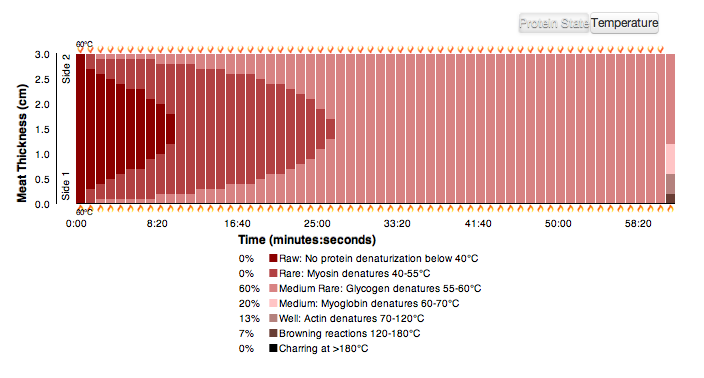 Protein State Temperature
60°C
3.0
Side 2
2.5
2.0
Meat Thickness (cm)
1.5
1.0
Side 1
0.5
0.0
60°C
0:00 8:20 16:40 25:00 33:20 41:40 50:00 58:20
Time (minutes:seconds)
0% Raw: No protein denaturization below 40°C
0% Rare: Myosin denatures 40-55°C
60% Medium Rare: Glycogen denatures 55-60°C
20% Medium: Myoglobin denatures 60-70°C
13% Well: Actin denatures 70-120°C
7% Browning reactions 120-180°C
0% Charring at >180°C